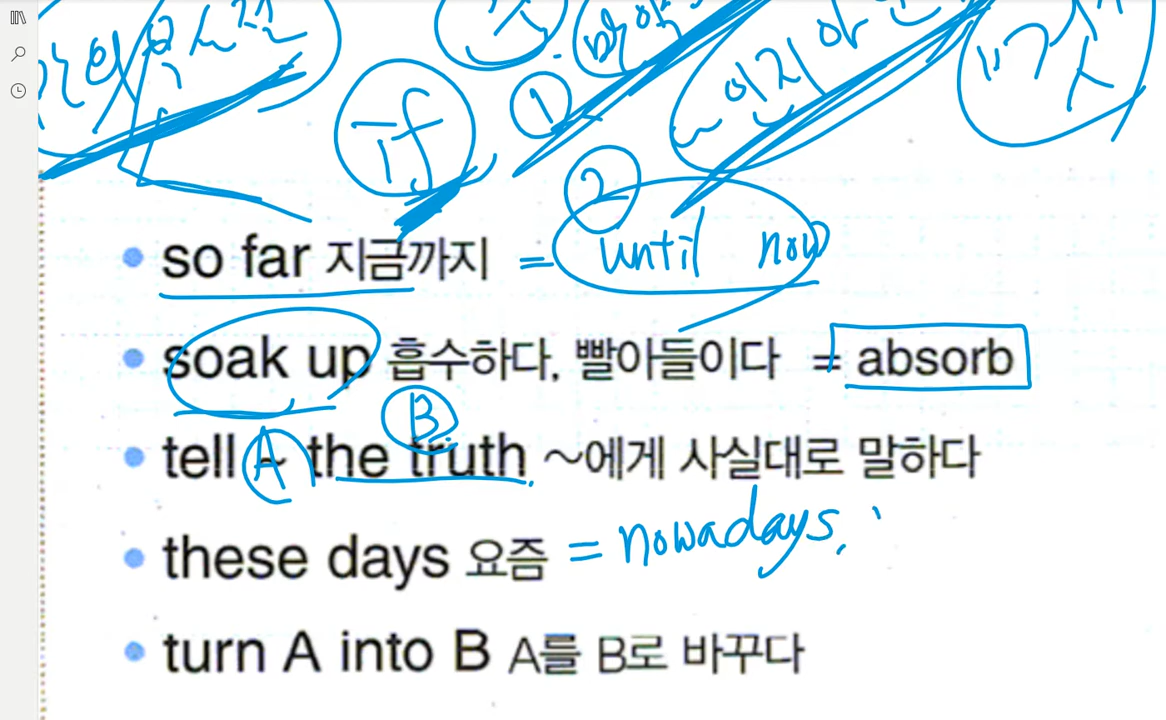 if ①
② 
so far 지금까지 = until now
soak up 흡수하다, 빨아들이다 = absorb
B
tell A~ the truth ~에게 사실대로 말하다
these days 요즘 = nowadays,
turn A into B A를 B로 바꾸다